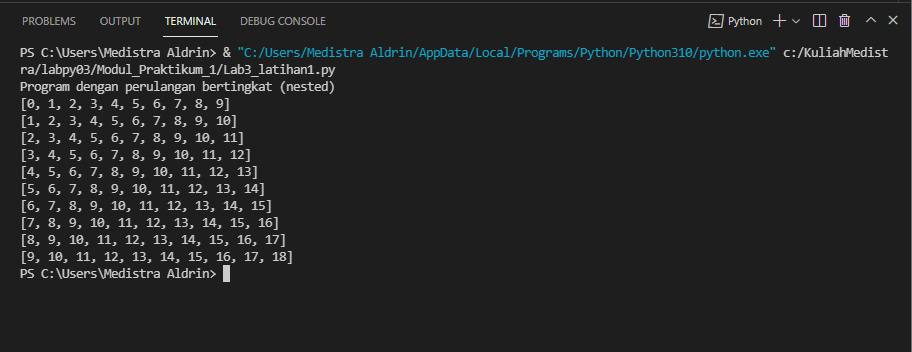 PROBLEMS OUTPUT TERMINAL DEBUG CONSOLE Python
PS C:\Users\Medistra Aldrin> & "C:/Users/Medistra Aldrin/AppData/Local/Programs/Python/Python310/python.exe" c:/KuliahMedist
ra/labpy03/Modul_Praktikum_1/Lab3_latihan1.py
Program dengan perulangan bertingkat (nested)
[0, 1, 2, 3, 4, 5, 6, 7, 8, 9]
[1, 2, 3, 4, 5, 6, 7, 8, 9, 10]
[2, 3, 4, 5, 6, 7, 8, 9, 10, 11]
[3, 4, 5, 6, 7, 8, 9, 10, 11, 12]
[4, 5, 6, 7, 8, 9, 10, 11, 12, 13]
[5, 6, 7, 8, 9, 10, 11, 12, 13, 14]
[6, 7, 8, 9, 10, 11, 12, 13, 14, 15]
[7, 8, 9, 10, 11, 12, 13, 14, 15, 16]
[8, 9, 10, 11, 12, 13, 14, 15, 16, 17]
[9, 10, 11, 12, 13, 14, 15, 16, 17, 18]
PS C:\Users\Medistra Aldrin>